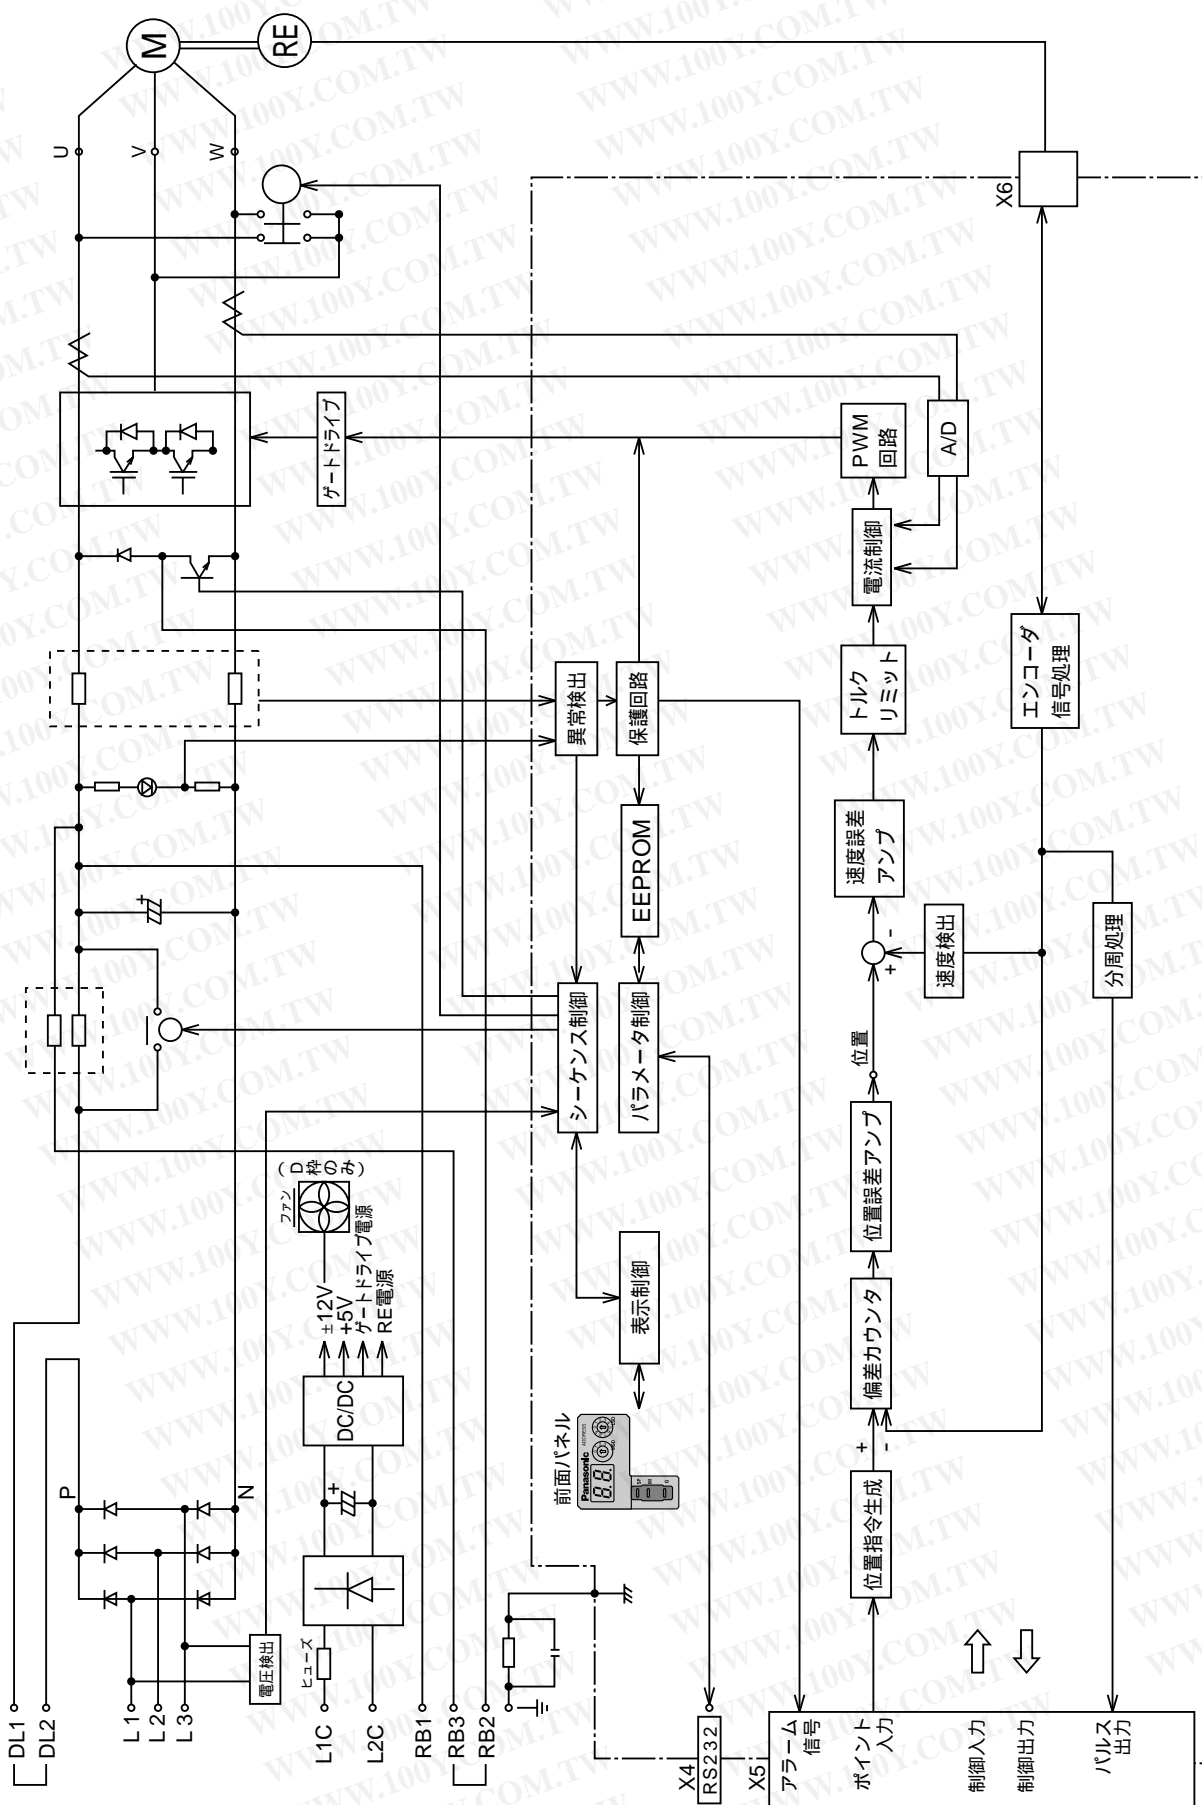 DL1
DL2
L1
L2
L3
L1C
L2C
RB1
RB3
RB2
X4
RS232
X5
アラーム
信号
ポイント
入力
制御入力
制御出力
パルス
出力
電圧検出
ヒューズ
P
N
DC/DC
±12V
+5V
ゲートドライブ電源
RE電源
ファン
(D枠のみ)
+
+
前面パネル
Panasonic
ADDRESS
表示制御
シーケンス制御
パラメータ制御
EEPROM
異常検出
保護回路
位置指令生成
+
-
偏差カウンタ
位置誤差アンプ
位置
+
-
速度検出
速度誤差
アンプ
分周処理
トルク
リミット
エンコーダ
信号処理
電流制御
PWM
回路
A/D
ゲートドライブ
X6
U
V
W
M
RE
WWW.100Y.COM.TW